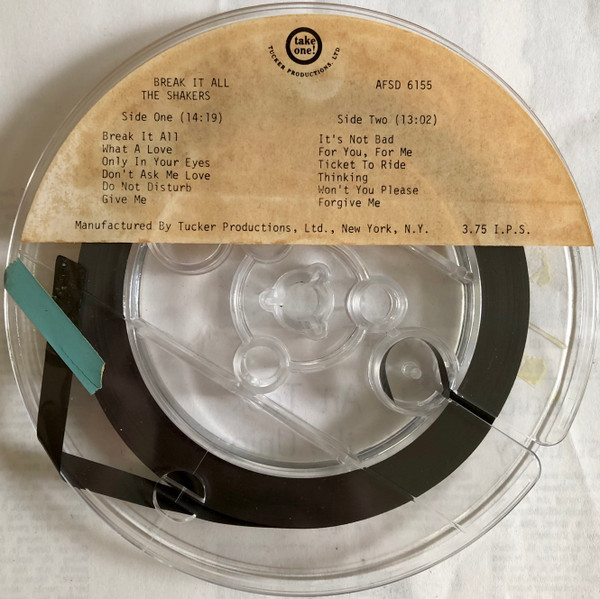 take
one!
TUCKER PRODUCTIONS, LTD.
BREAK IT ALL
THE SHAKERS
AFSD 6155
Side One (14:19)
Break It All
What A Love
Only In Your Eyes
Don't Ask Me Love
Do Not Disturb
Give Me
Side Two (13:02)
It's Not Bad
For You, For Me
Ticket To Ride
Thinking
Won't You Please
Forgive Me
Manufactured By Tucker Productions, Ltd., New York, N.Y. 3.75 I.P.S.